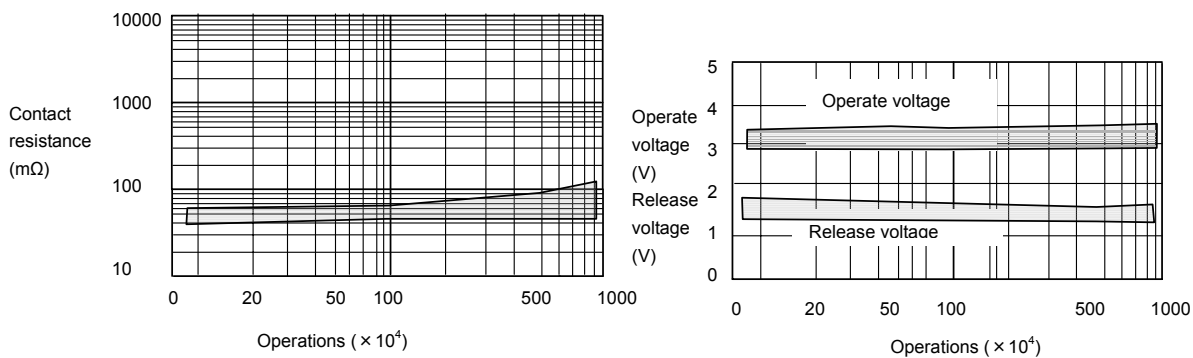 10000
1000
100
10
Contact
resistance
(mΩ)
0 20 50 100 500 1000
Operations ( × 10⁴)
5
4
3
2
1
0
Operate
voltage
(V)
Release
voltage
(V)
Operate voltage
Release voltage
0 20 50 100 500 1000
Operations ( × 10⁴)